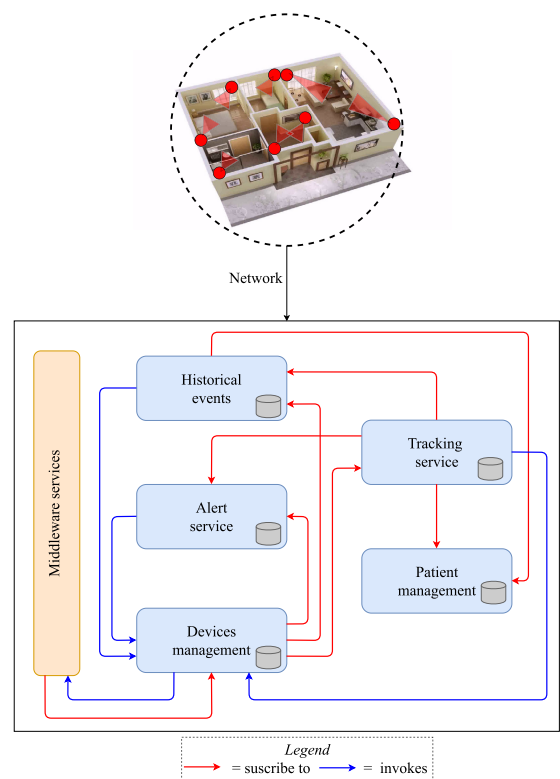 Network
Middleware services
Historical
events
Tracking
service
Alert
service
Patient
management
Devices
management
Legend
= suscribe to
= invokes